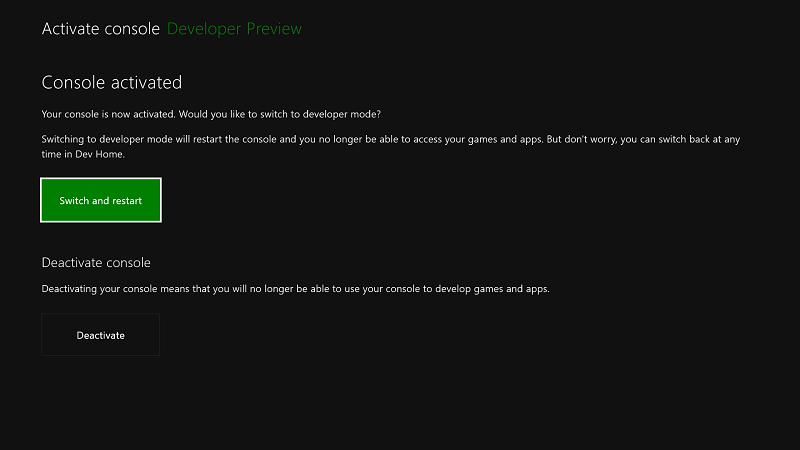 Activate console Developer Preview
Console activated
Your console is now activated. Would you like to switch to developer mode?
Switching to developer mode will restart the console and you no longer be able to access your games and apps. But don't worry, you can switch back at any
time in Dev Home.
Switch and restart
Deactivate console
Deactivating your console means that you will no longer be able to use your console to develop games and apps.
Deactivate